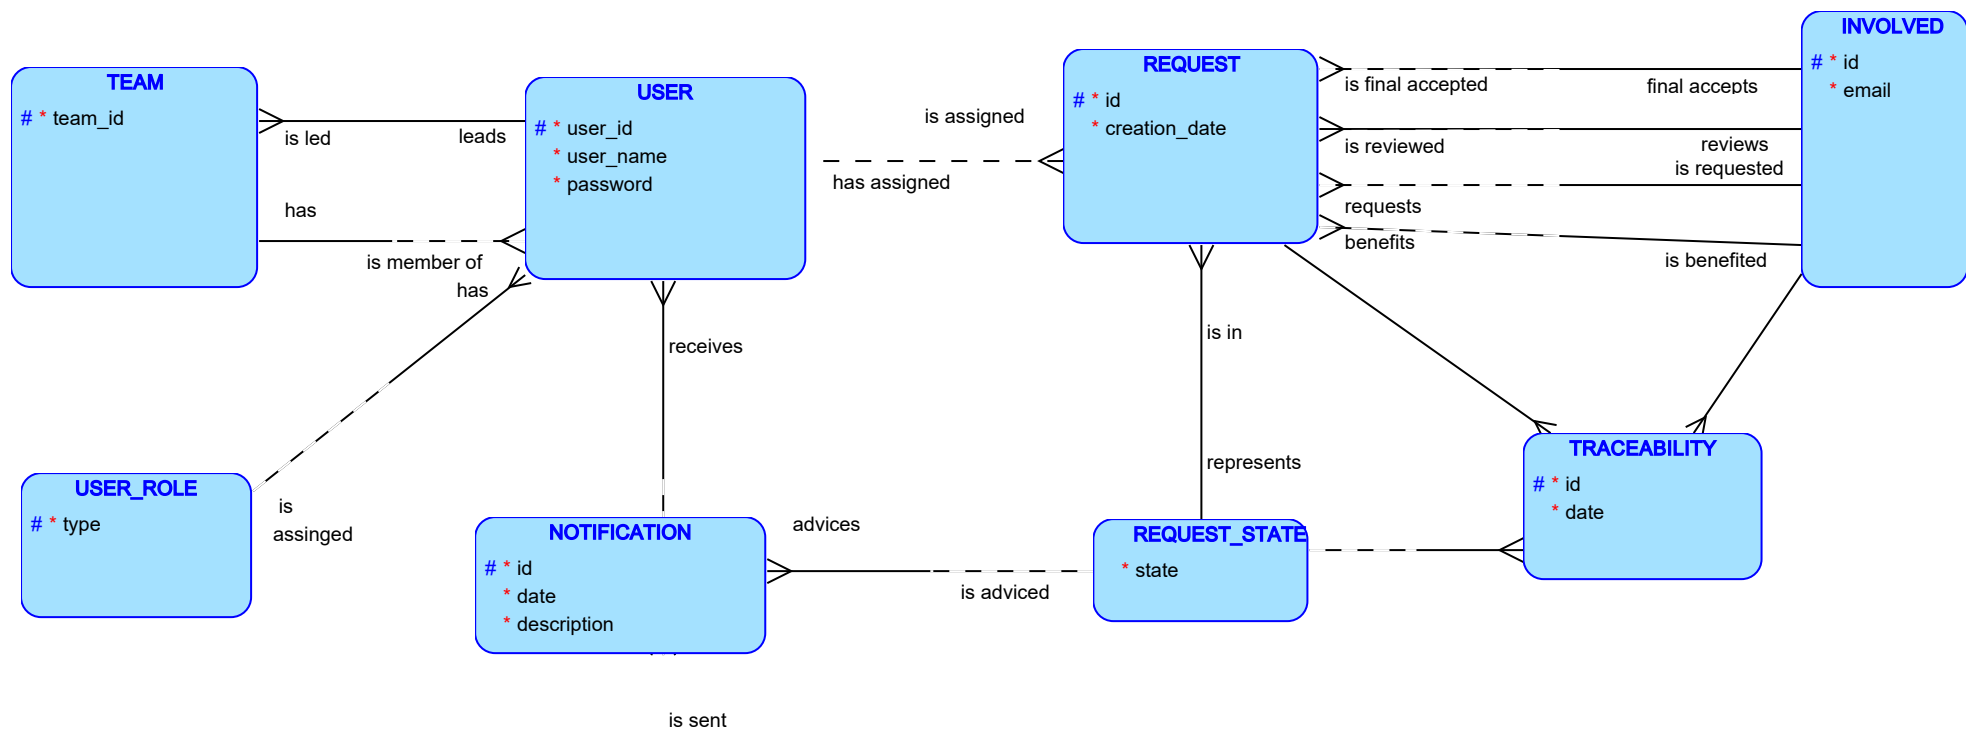 TEAM
# * team_id
is led
leads
has
is member of
has
USER
# * user_id
* user_name
* password
is assigned
has assigned
REQUEST
# * id
* creation_date
is final accepted
final accepts
is reviewed
reviews
is requested
requests
benefits
is benefited
INVOLVED
# * id
* email
receives
is in
represents
USER_ROLE
# * type
is
assinged
NOTIFICATION
# * id
* date
* description
advices
is adviced
REQUEST_STATE
* state
TRACEABILITY
# * id
* date
is sent